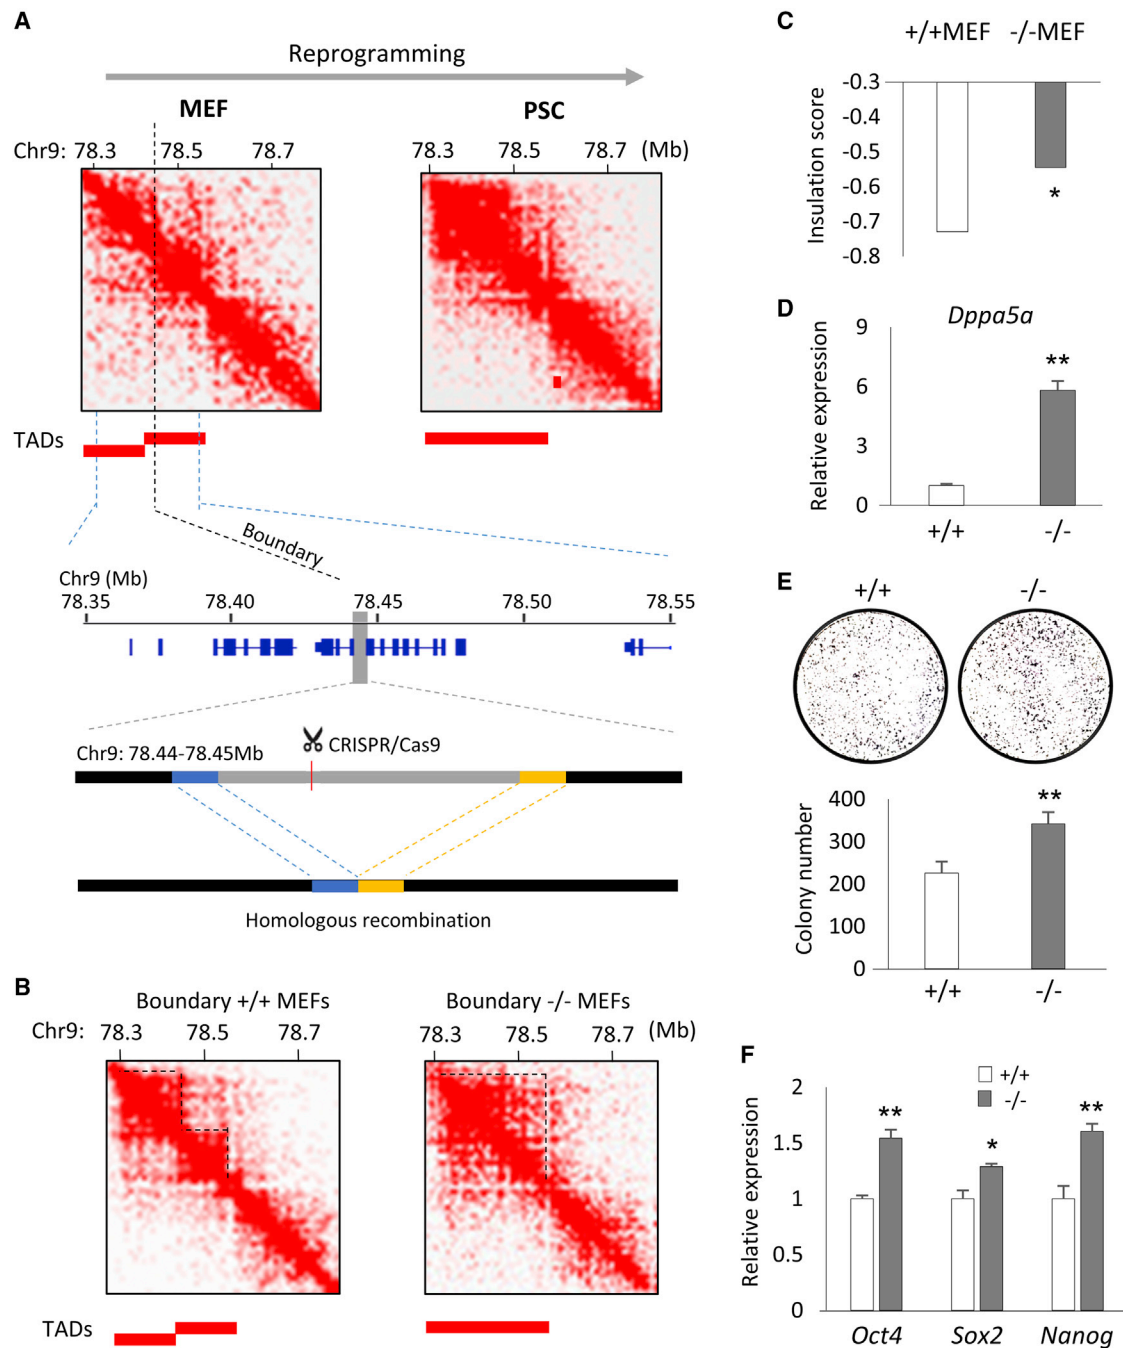 A
Reprogramming
MEF
PSC
Chr9: 78.3 78.5 78.7
78.3 78.5 78.7 (Mb)
TADs
Boundary
Chr9 (Mb)
78.35 78.40 78.45 78.50 78.55
CRISPR/Cas9
Chr9: 78.44-78.45Mb
Homologous recombination
B
Boundary +/+ MEFs
Boundary -/- MEFs
Chr9: 78.3 78.5 78.7
78.3 78.5 78.7 (Mb)
TADs
C
+/+MEF -/-MEF
Insulation score
-0.3
-0.4
-0.5
-0.6
-0.7
-0.8
*
D
Dppa5a
Relative expression
9
6
3
0
**
+/+ -/-
E
+/+ -/-
Colony number
400
300
200
100
0
**
+/+ -/-
F
+/+
-/-
Relative expression
2
1.5
1
0.5
0
**
*
**
Oct4 Sox2 Nanog